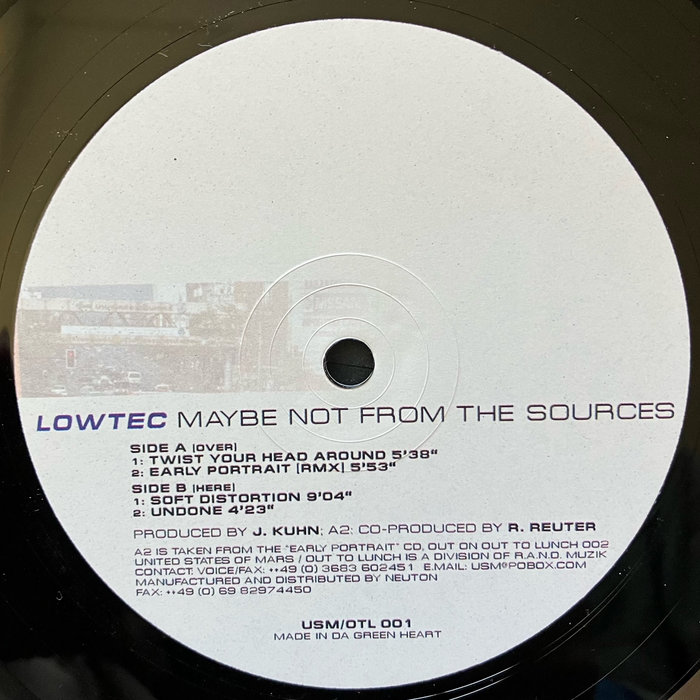 LOWTEC MAYBE NOT FROM THE SOURCES
SIDE A (OVER)
1: TWIST YOUR HEAD AROUND 5'38"
2: EARLY PORTRAIT (RMX) 5'53"
SIDE B (HERE)
1: SOFT DISTORTION 9'04"
2: UNDONE 4'23"
PRODUCED BY J. KUHN; A2: CO-PRODUCED BY R. REUTER
A2 IS TAKEN FROM THE "EARLY PORTRAIT" CD, OUT ON OUT TO LUNCH 002
UNITED STATES OF MARS / OUT TO LUNCH IS A DIVISION OF R.A.N.D. MUZIK
CONTACT: VOICE/FAX: ++49 (0) 3683 602451 E.MAIL: USM@POBOX.COM
MANUFACTURED AND DISTRIBUTED BY NEUTON
FAX: ++49 (0) 69 82974450
USM/OTL 001
MADE IN DA GREEN HEART